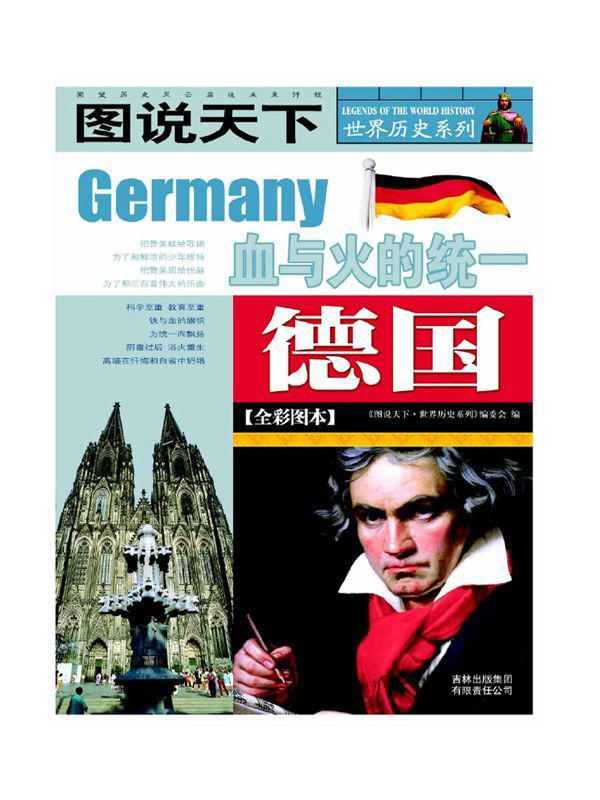 回望历史风云启迪未来浮程
图说天下
LEGENDS OF THE WORLD HISTORY
世界历史系列
Germany
血与火的统一
把赞美献给歌德
为了那鲜活的少年维特
把赞美留给巴赫
为了那三百首伟大的乐曲
科学至重 教育至重
铁与血的旗帜
为统一而飘扬
阴霾过后 浴火重生
高墙在忏悔和自省中坍塌
德国
【全彩图本】
《图说天下·世界历史系列》编委会 编
吉林出版集团
有限责任公司